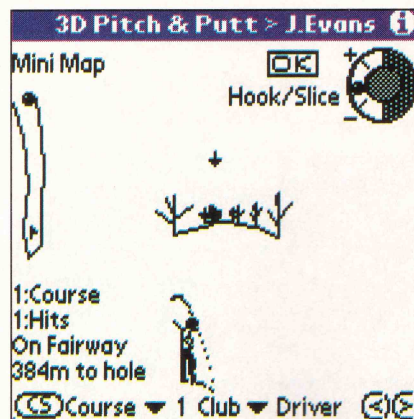 3D Pitch & Putt > J.Evans i
Mini Map
OK
Hook/Slice
+
−
1:Course
1:Hits
On Fairway
384m to hole
CS Course 1 Club Driver < >